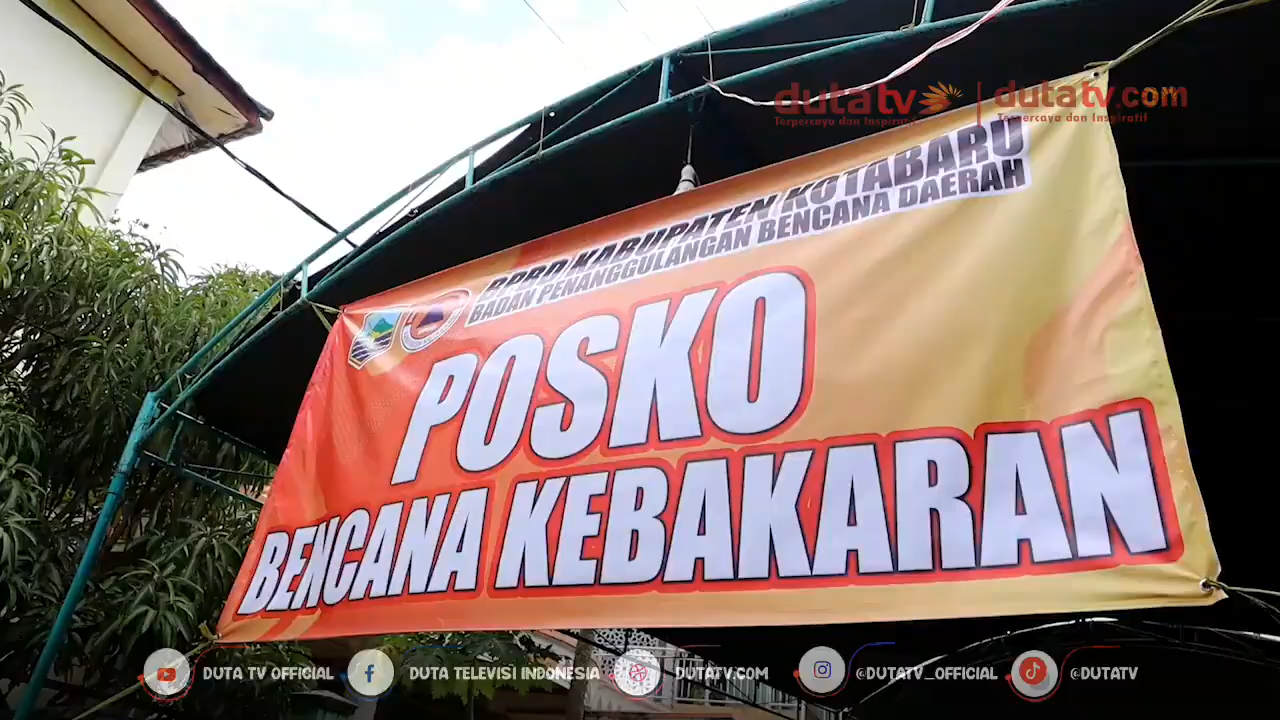 dutatv
Terpercaya dan Inspiratif
dutatv.com
Terpercaya dan Inspiratif
BPBD KABUPATEN KOTABARU
BADAN PENANGGULANGAN BENCANA DAERAH
POSKO
BENCANA KEBAKARAN
DUTA TV OFFICIAL
DUTA TELEVISI INDONESIA
DUTATV.COM
@DUTATV_OFFICIAL
@DUTATV